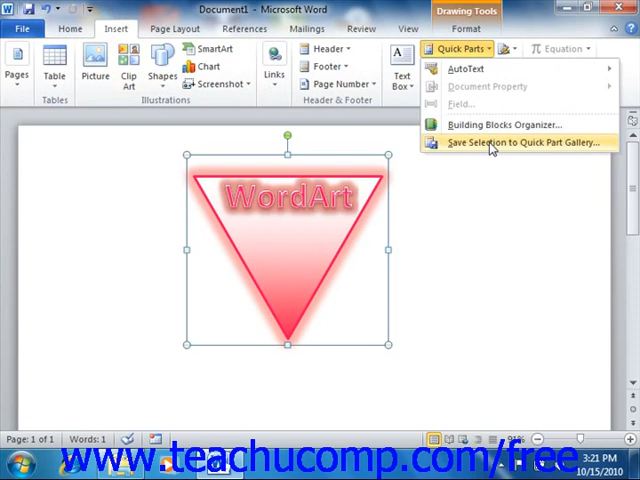 Document1 - Microsoft Word
Drawing Tools
File Home Insert Page Layout References Mailings Review View Format
Pages
Table
Picture
Clip Art
Shapes
SmartArt
Chart
Screenshot
Links
Header
Footer
Page Number
Text Box
Quick Parts
Equation
Tables
Illustrations
Header & Footer
AutoText
Document Property
Field...
Building Blocks Organizer...
Save Selection to Quick Part Gallery...
WordArt
Page: 1 of 1 Words: 1
91%
3:21 PM
10/15/2010
www.teachucomp.com/free